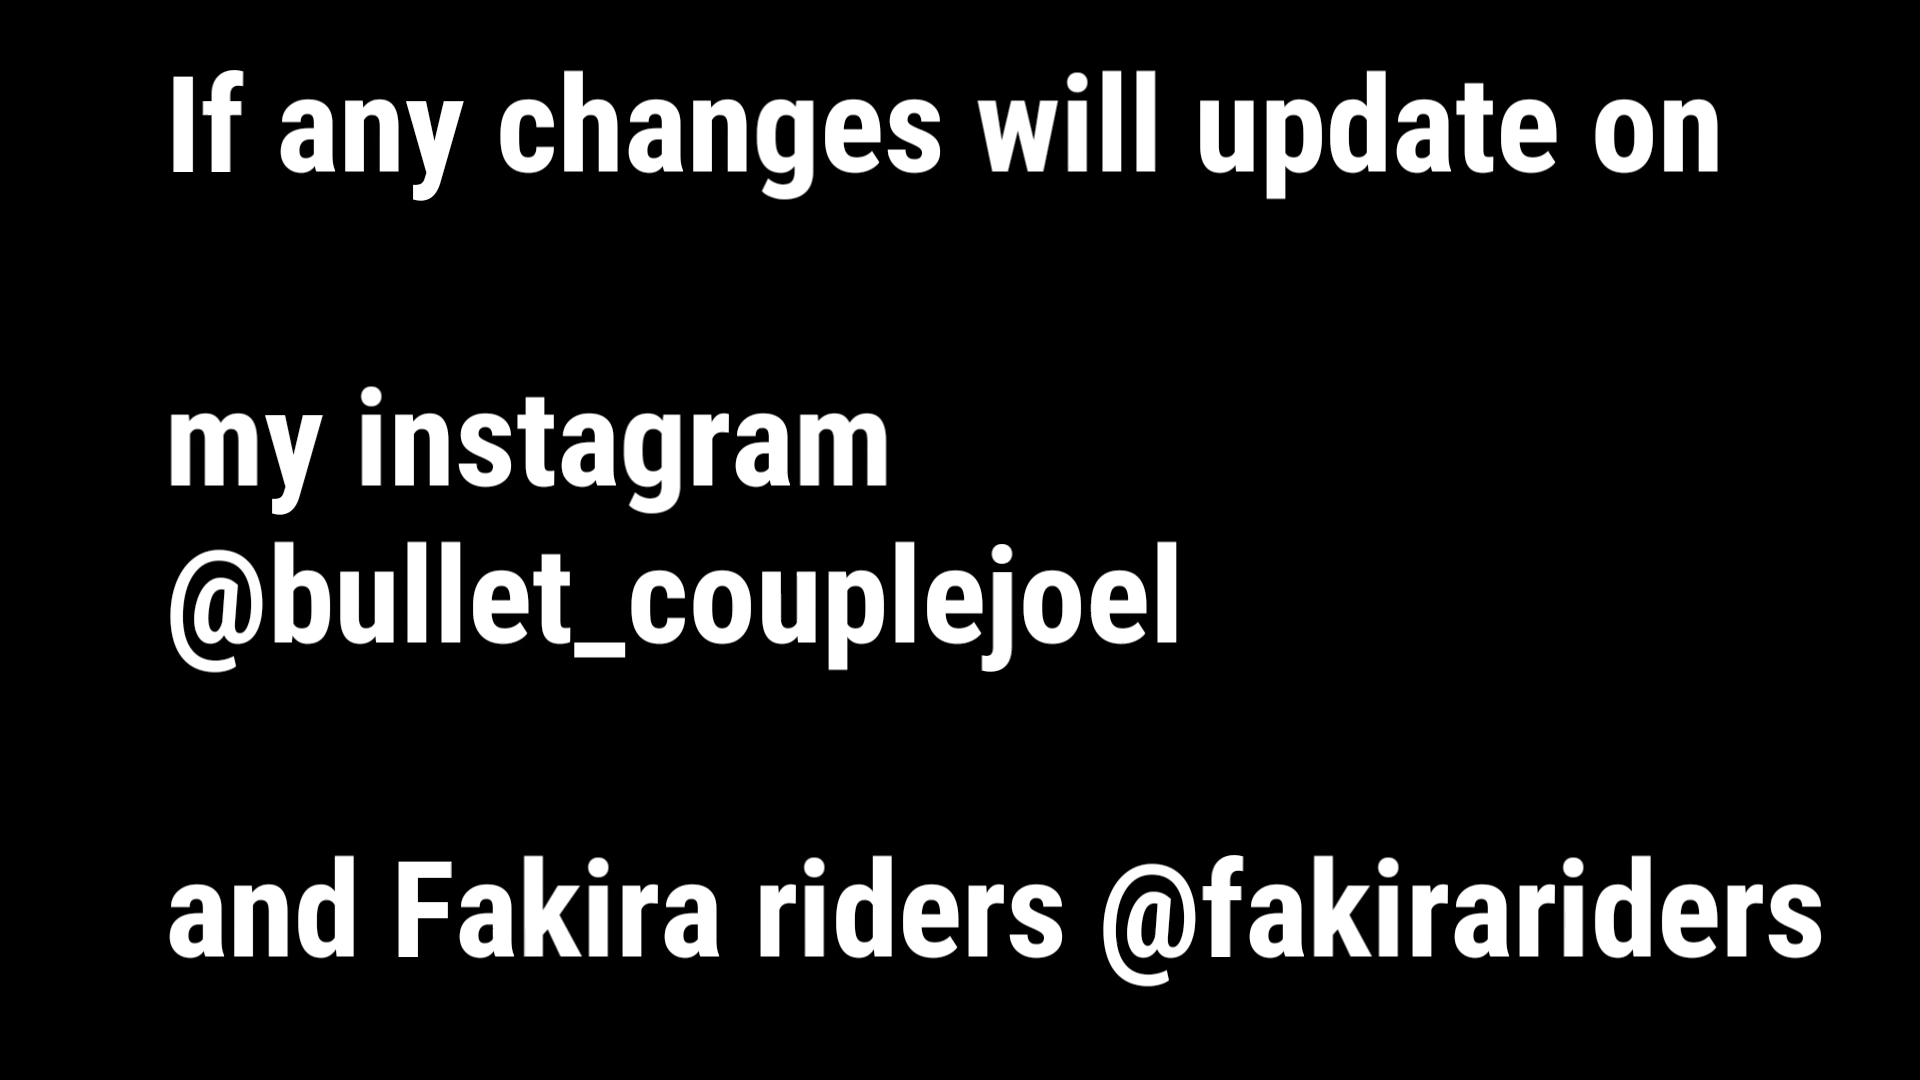 If any changes will update on
my instagram
@bullet_couplejoel
and Fakira riders @fakirariders